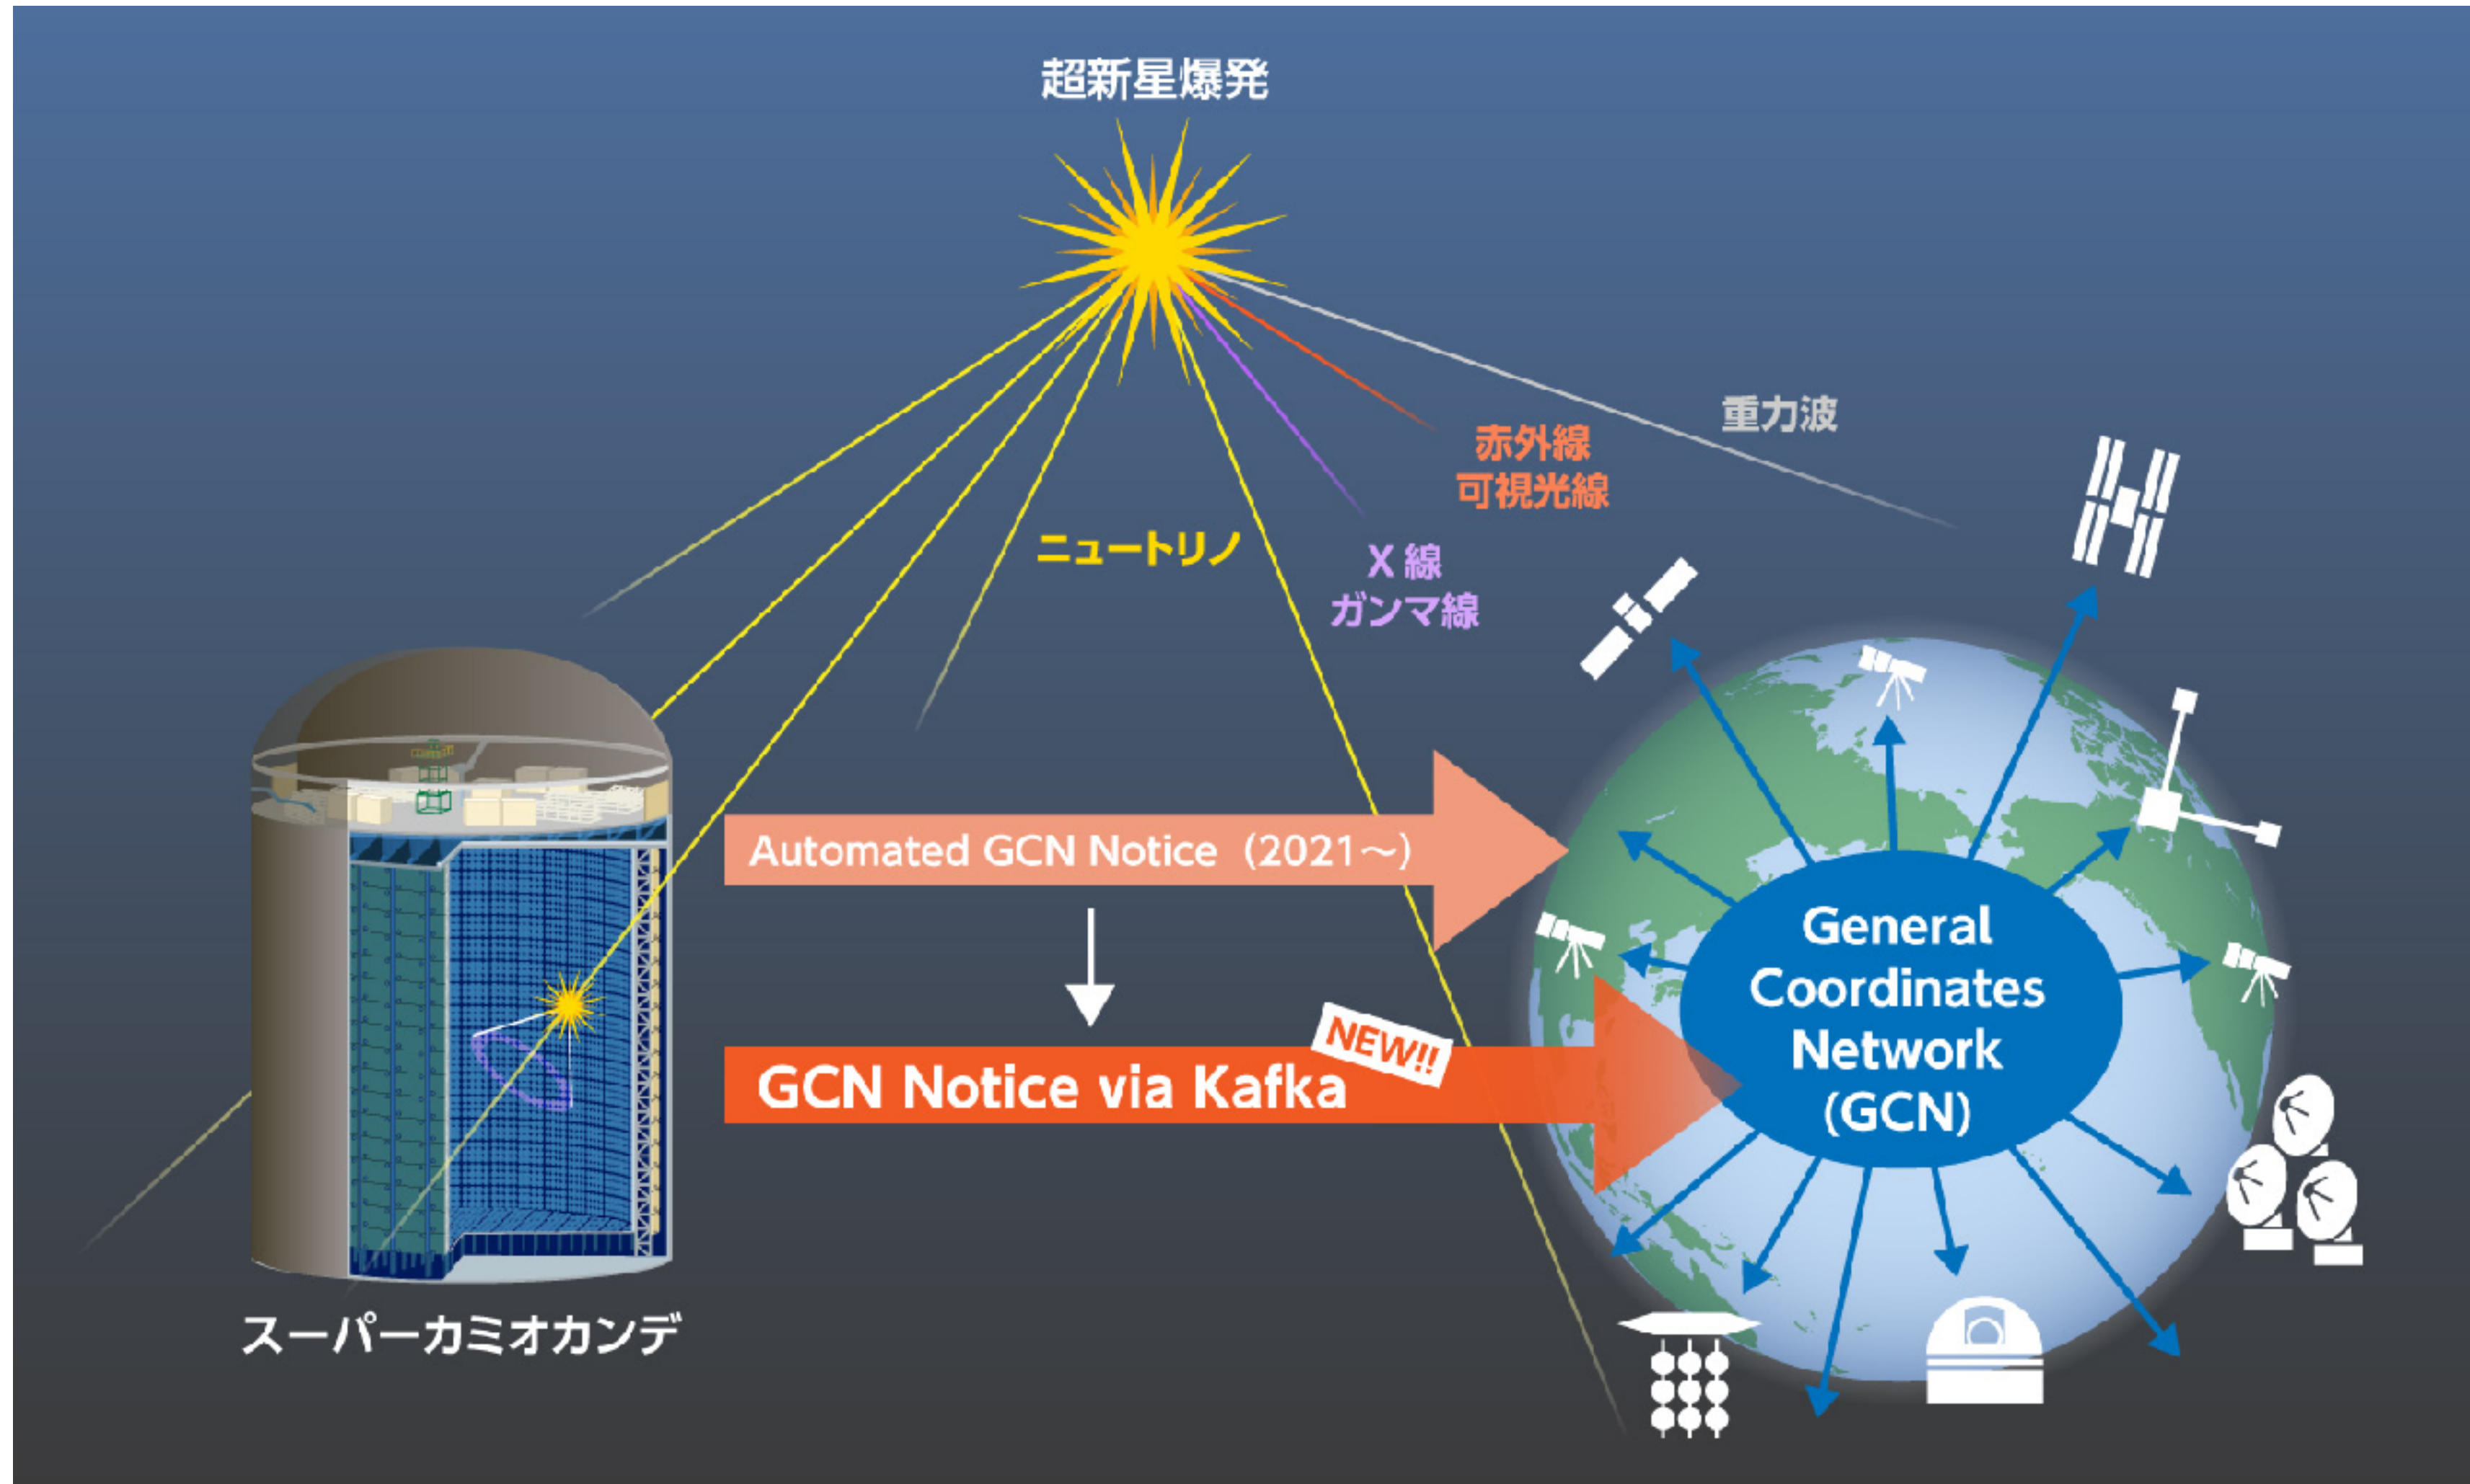 超新星爆発
重力波
赤外線
可視光線
ニュートリノ
X 線
ガンマ線
Automated GCN Notice (2021～)
NEW!!
GCN Notice via Kafka
General
Coordinates
Network
(GCN)
スーパーカミオカンデ